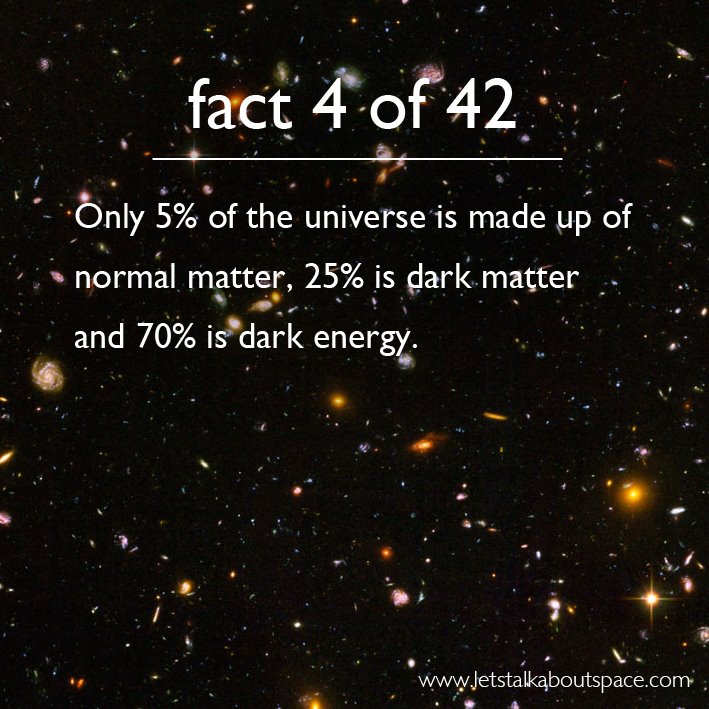 fact 4 of 42
Only 5% of the universe is made up of
normal matter, 25% is dark matter
and 70% is dark energy.
www.letstalkaboutspace.com